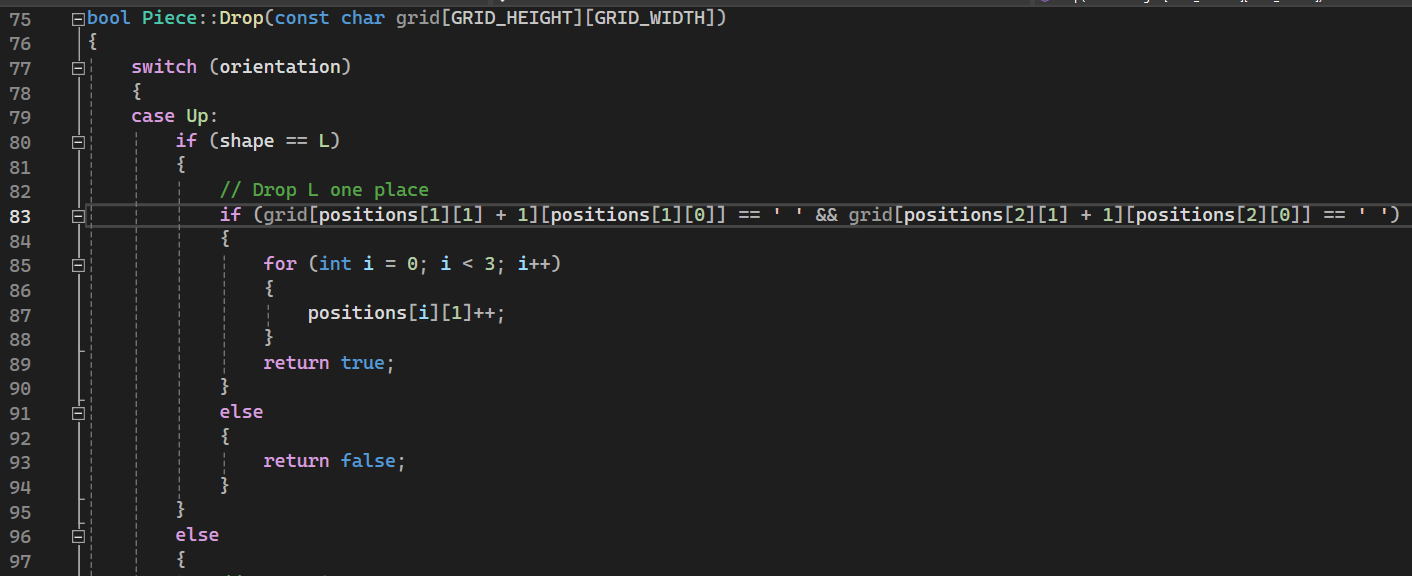 75 bool Piece::Drop(const char grid[GRID_HEIGHT][GRID_WIDTH])
76 {
77     switch (orientation)
78     {
79     case Up:
80         if (shape == L)
81         {
82             // Drop L one place
83             if (grid[positions[1][1] + 1][positions[1][0]] == ' ' && grid[positions[2][1] + 1][positions[2][0]] == ' ')
84             {
85                 for (int i = 0; i < 3; i++)
86                 {
87                     positions[i][1]++;
88                 }
89                 return true;
90             }
91             else
92             {
93                 return false;
94             }
95         }
96         else
97         {